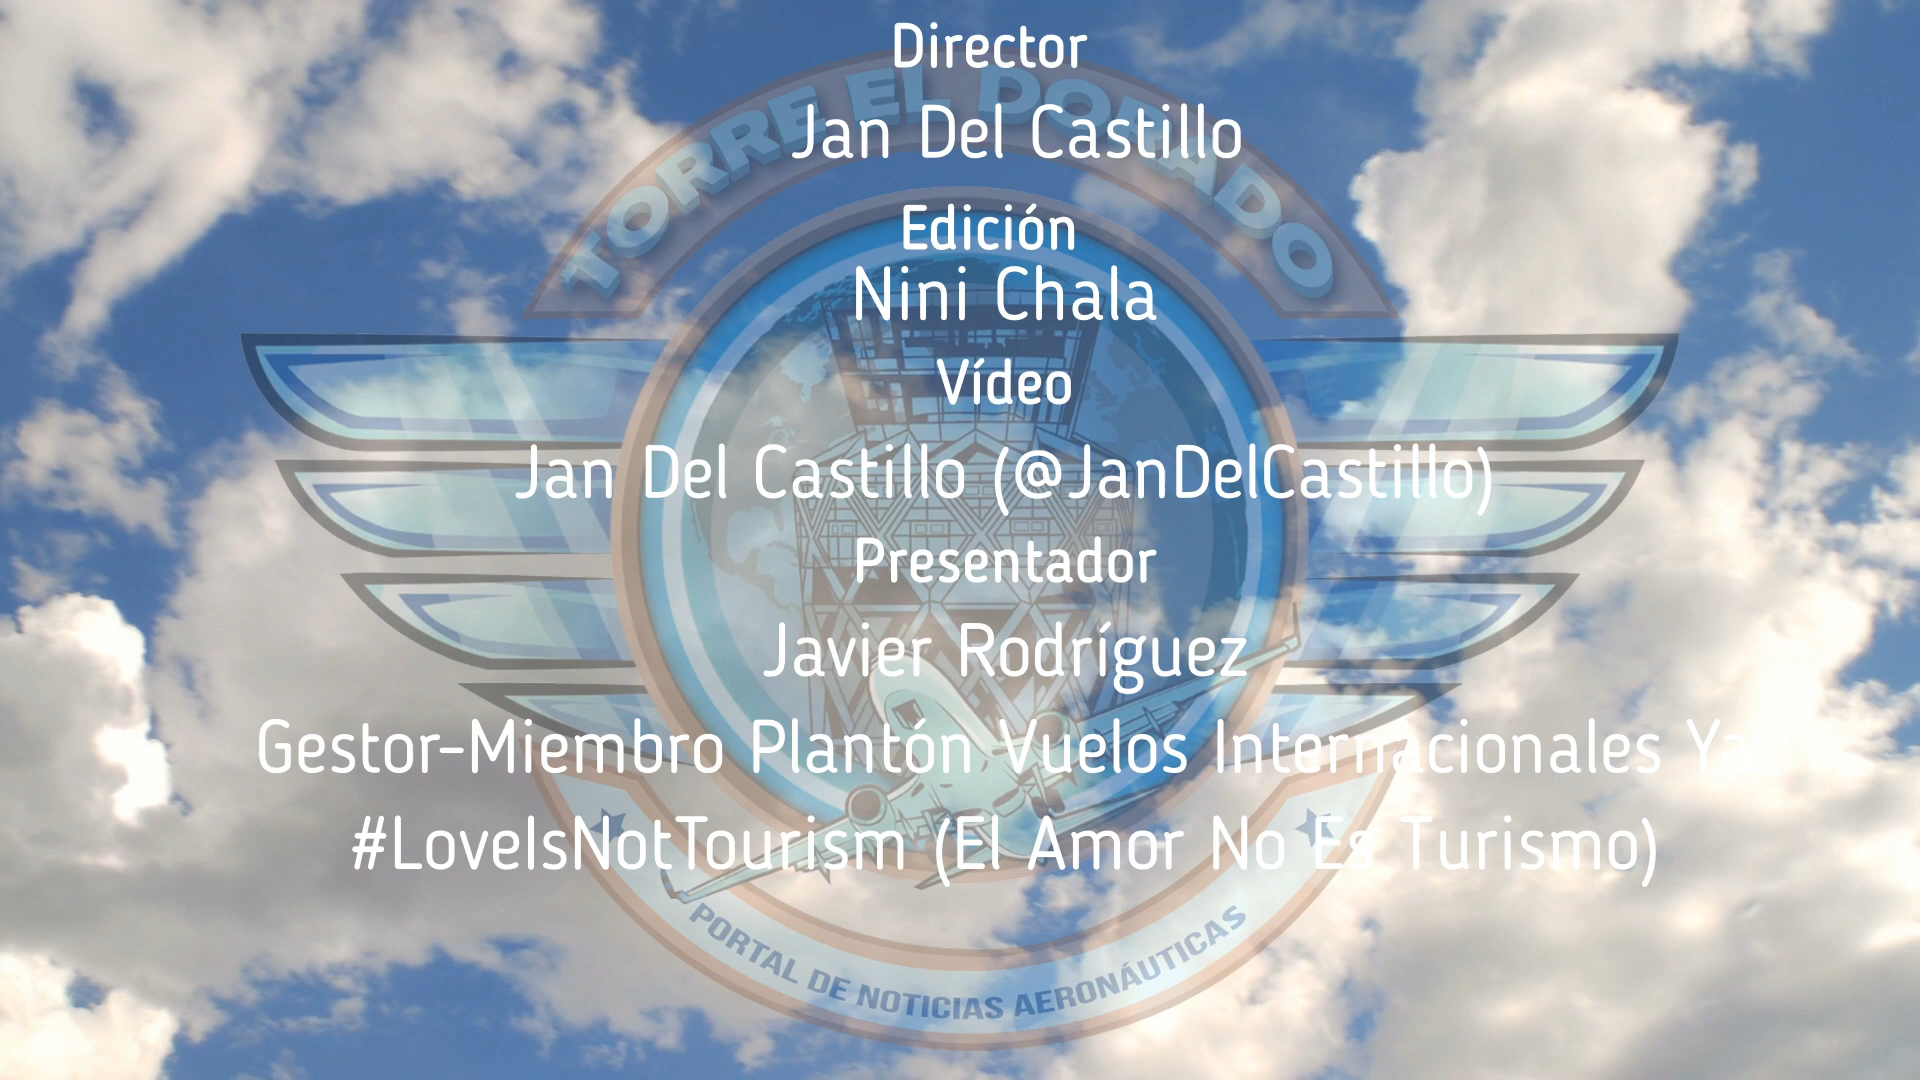 Director
TORRE EL DORADO
Jan Del Castillo
Edición
Nini Chala
Vídeo
Jan Del Castillo (@JanDelCastillo)
Presentador
Javier Rodríguez
Gestor-Miembro Plantón Vuelos Internacionales Ya
#LoveIsNotTourism (El Amor No Es Turismo)
PORTAL DE NOTICIAS AERONÁUTICAS